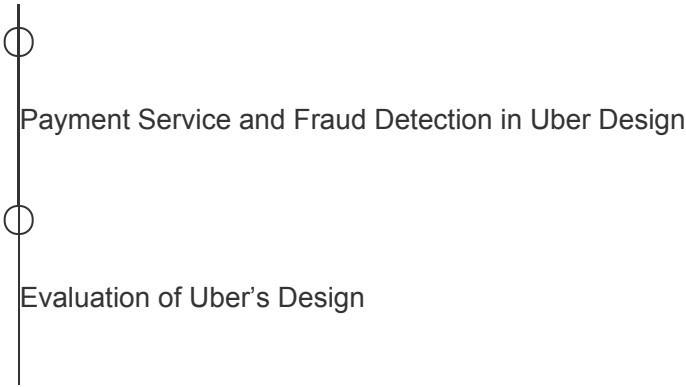 Payment Service and Fraud Detection in Uber Design
Evaluation of Uber’s Design